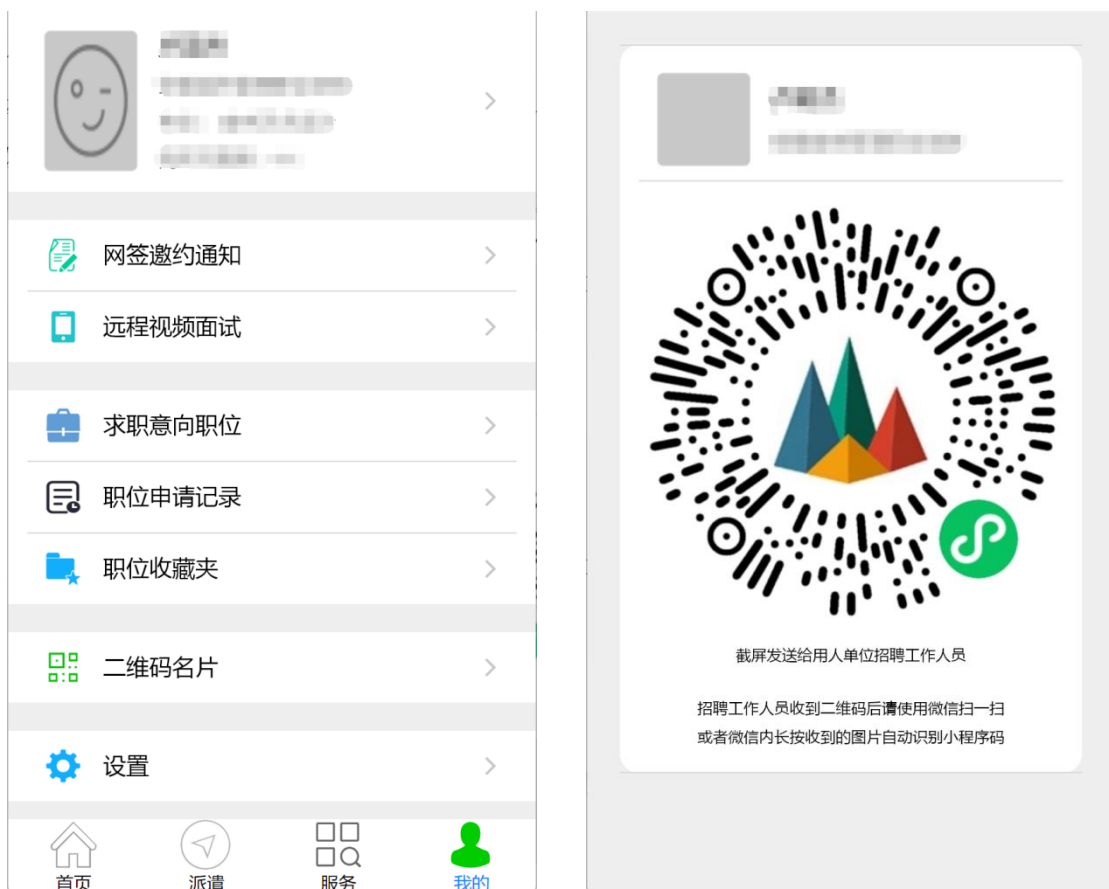 网签邀约通知
远程视频面试
求职意向职位
职位申请记录
职位收藏夹
二维码名片
设置
首页
派遣
服务
我的
截屏发送给用人单位招聘工作人员
招聘工作人员收到二维码后请使用微信扫一扫
或者微信内长按收到的图片自动识别小程序码